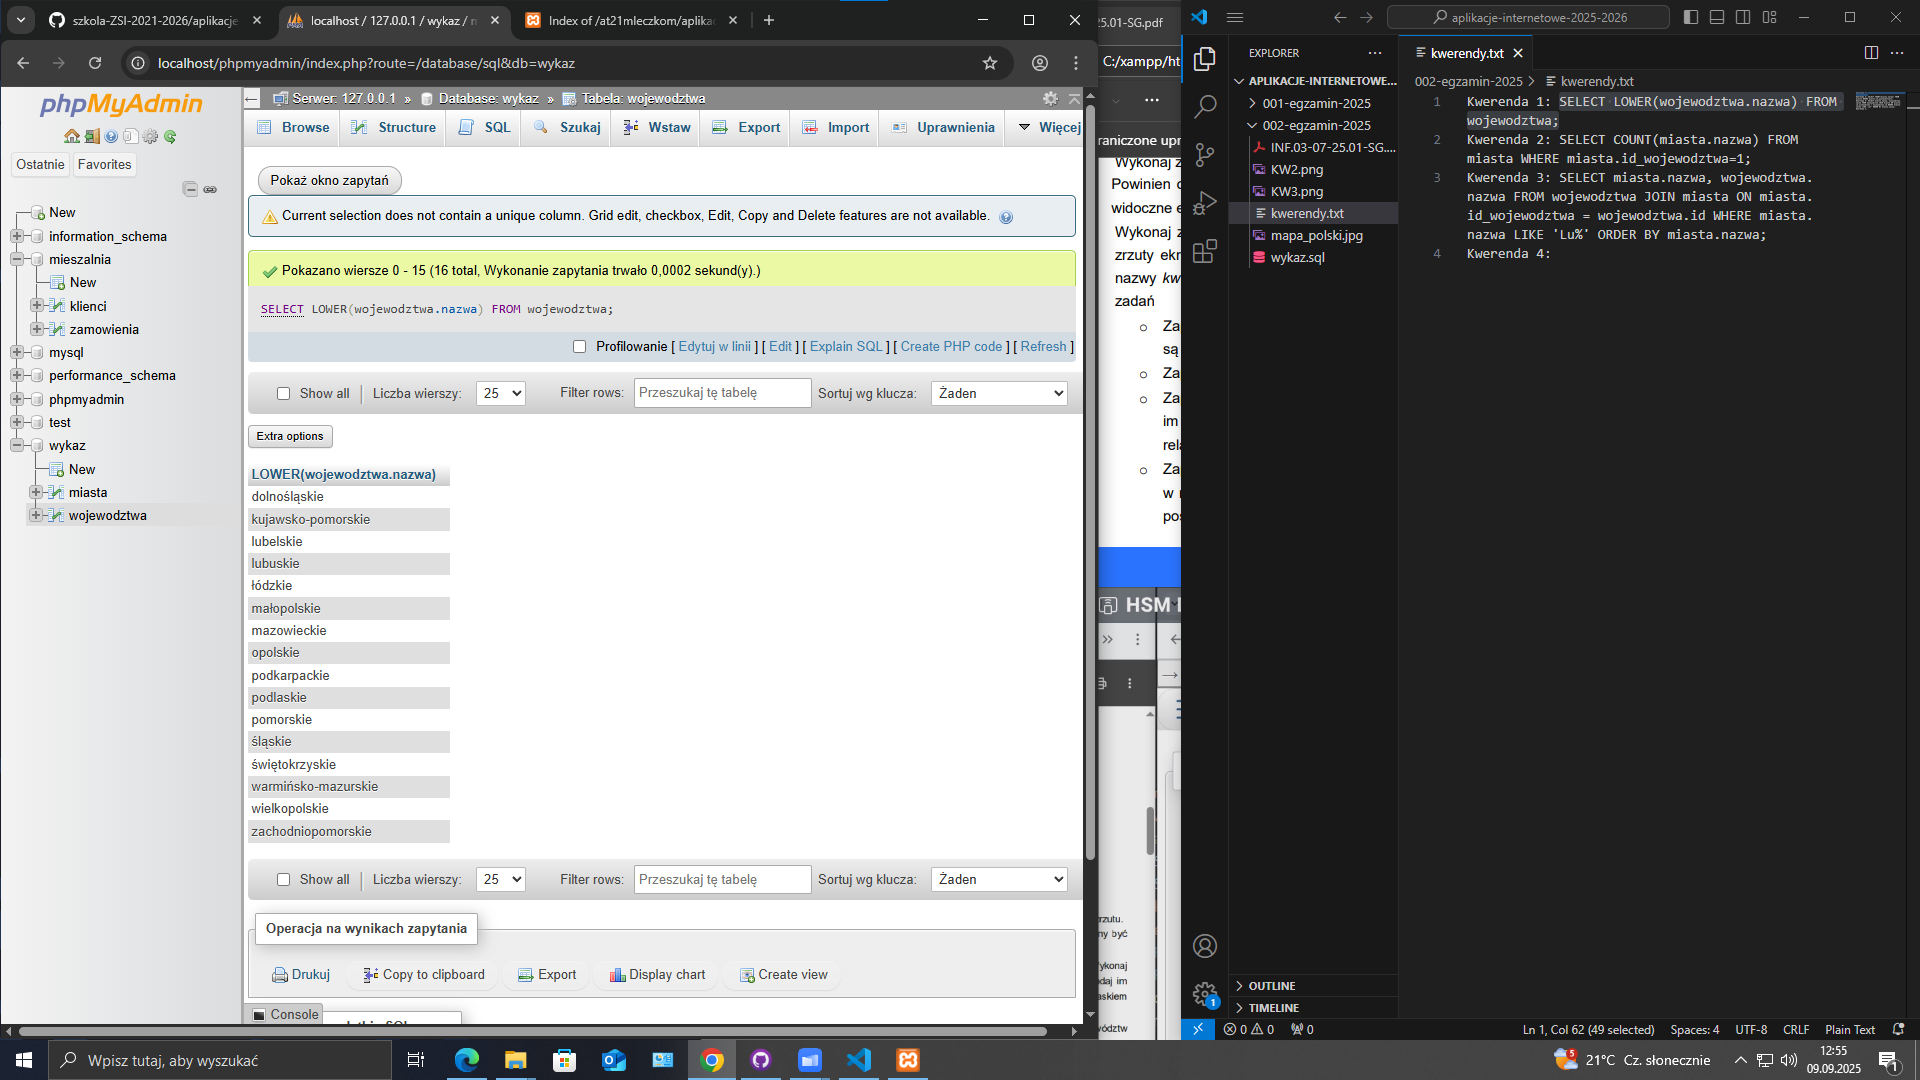 szkola-ZSI-2021-2026/aplikacje
localhost / 127.0.0.1 / wykaz /
Index of /at21mleczkom/aplika
localhost/phpmyadmin/index.php?route=/database/sql&db=wykaz
phpMyAdmin
Ostatnie
Favorites
New
information_schema
mieszalnia
New
klienci
zamowienia
mysql
performance_schema
phpmyadmin
test
wykaz
New
miasta
wojewodztwa
Serwer: 127.0.0.1 » Database: wykaz » Tabela: wojewodztwa
Browse
Structure
SQL
Szukaj
Wstaw
Export
Import
Uprawnienia
Więcej
Pokaż okno zapytań
Current selection does not contain a unique column. Grid edit, checkbox, Edit, Copy and Delete features are not available.
Pokazano wiersze 0 - 15 (16 total, Wykonanie zapytania trwało 0,0002 sekund(y).)
SELECT LOWER(wojewodztwa.nazwa) FROM wojewodztwa;
Profilowanie [ Edytuj w linii ] [ Edit ] [ Explain SQL ] [ Create PHP code ] [ Refresh ]
Show all | Liczba wierszy: 25 Filter rows: Przeszukaj tę tabelę Sortuj wg klucza: Żaden
Extra options
LOWER(wojewodztwa.nazwa)
dolnośląskie
kujawsko-pomorskie
lubelskie
lubuskie
łódzkie
małopolskie
mazowieckie
opolskie
podkarpackie
podlaskie
pomorskie
śląskie
świętokrzyskie
warmińsko-mazurskie
wielkopolskie
zachodniopomorskie
Show all | Liczba wierszy: 25 Filter rows: Przeszukaj tę tabelę Sortuj wg klucza: Żaden
Operacja na wynikach zapytania
Drukuj
Copy to clipboard
Export
Display chart
Create view
Console
25.01-SG.pdf
C:/xampp/ht
raniczone upr
Wykonaj z
Powinien
widoczne e
Wykonaj z
zrzuty ekr
nazwy kw
zadań
Za
są
Za
Za
im
rela
Za
w
pos
HSM
rzutu.
ny być
Wykonaj
daj im
askiem
wództw
aplikacje-internetowe-2025-2026
EXPLORER
APLIKACJE-INTERNETOWE...
001-egzamin-2025
002-egzamin-2025
INF.03-07-25.01-SG....
KW2.png
KW3.png
kwerendy.txt
mapa_polski.jpg
wykaz.sql
OUTLINE
TIMELINE
kwerendy.txt
002-egzamin-2025 > kwerendy.txt
1 Kwerenda 1: SELECT LOWER(wojewodztwa.nazwa) FROM
wojewodztwa;
2 Kwerenda 2: SELECT COUNT(miasta.nazwa) FROM
miasta WHERE miasta.id_wojewodztwa=1;
3 Kwerenda 3: SELECT miasta.nazwa, wojewodztwa.
nazwa FROM wojewodztwa JOIN miasta ON miasta.
id_wojewodztwa = wojewodztwa.id WHERE miasta.
nazwa LIKE 'Lu%' ORDER BY miasta.nazwa;
4 Kwerenda 4:
1
0 0 0
Ln 1, Col 62 (49 selected) Spaces: 4 UTF-8 CRLF Plain Text
Wpisz tutaj, aby wyszukać
5
21°C Cz. słonecznie
12:55
09.09.2025
1